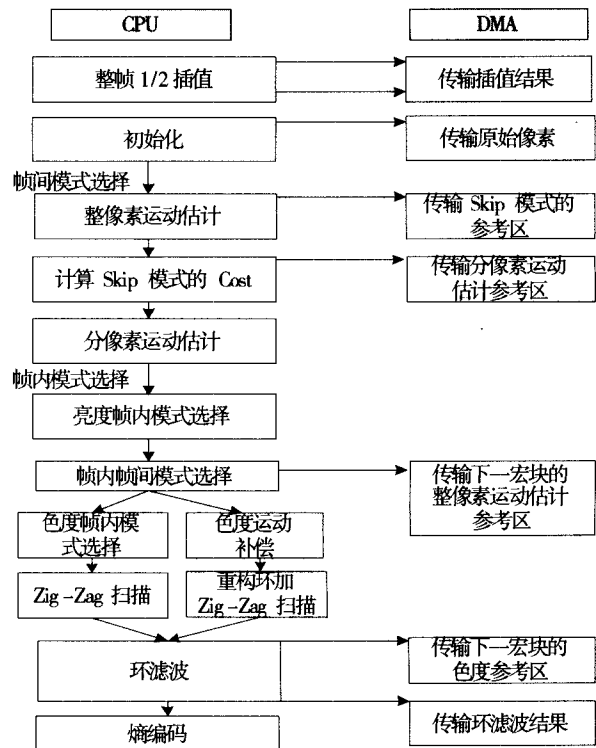 CPU
DMA
整帧 1/2 插值
传输插值结果
初始化
传输原始像素
帧间模式选择
整像素运动估计
传输 Skip 模式的
参考区
计算 Skip 模式的 Cost
传输分像素运动
估计参考区
分像素运动估计
帧内模式选择
亮度帧内模式选择
帧内帧间模式选择
传输下一宏块的
整像素运动估计
参考区
色度帧内模
式选择
色度运动
补偿
Zig-Zag 扫描
重构环加
Zig-Zag 扫描
环滤波
传输下一宏块的
色度参考区
传输环滤波结果
熵编码